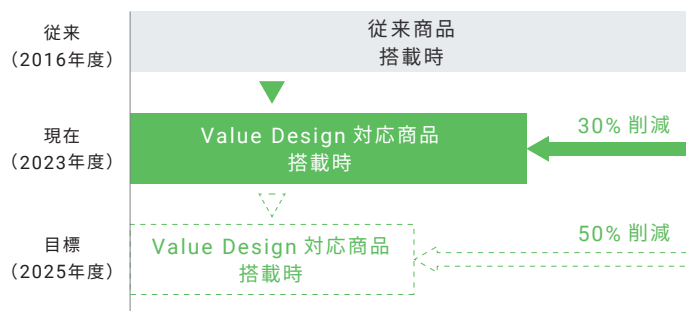 従来
（2016年度）
従来商品
搭載時
現在
（2023年度）
Value Design 対応商品
搭載時
30% 削減
目標
（2025年度）
Value Design 対応商品
搭載時
50% 削減